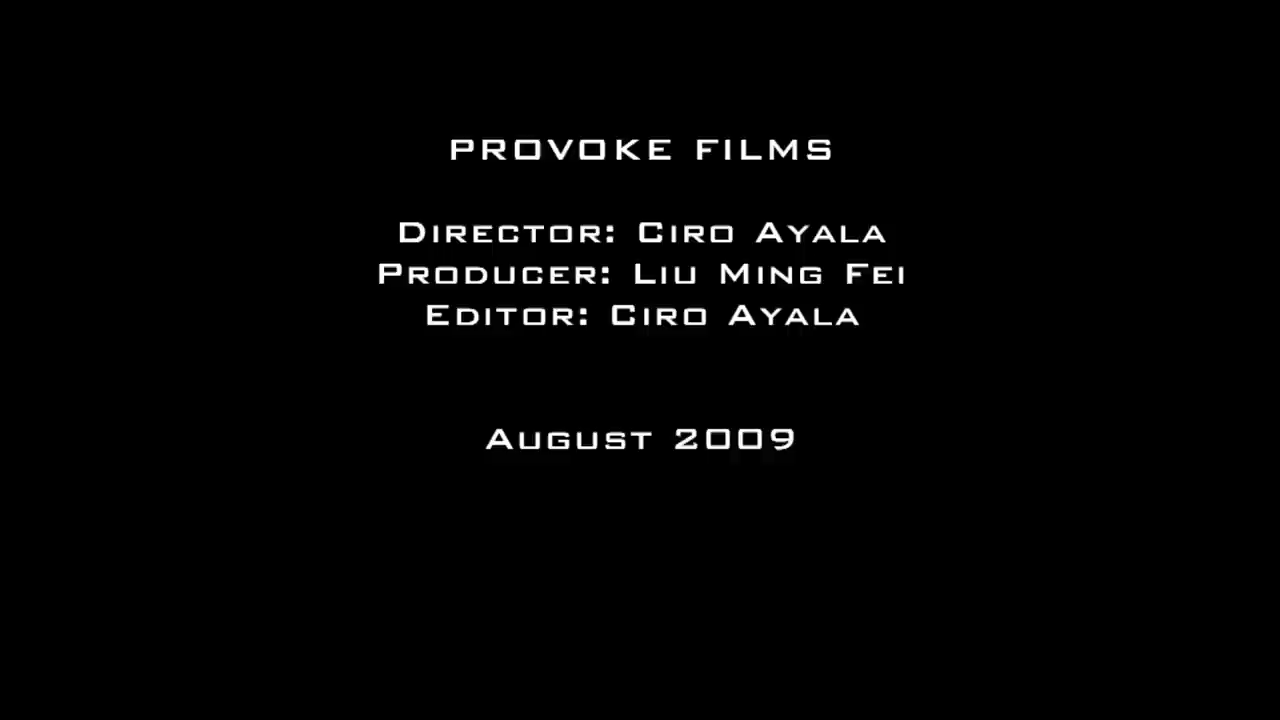 PROVOKE FILMS
Director: Ciro Ayala
Producer: Liu Ming Fei
Editor: Ciro Ayala
August 2009